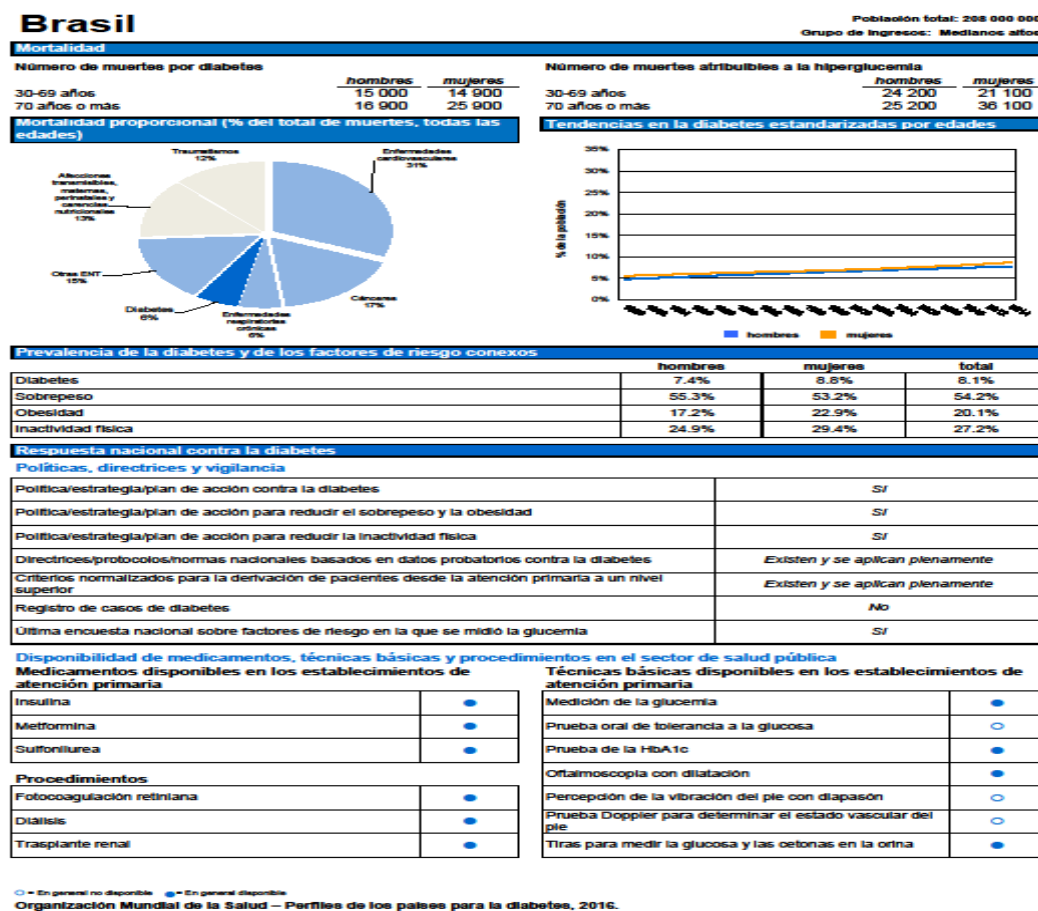 Brasil
Población total: 208 000 000
Grupo de ingresos: Medianos altos
Mortalidad
Número de muertes por diabetes
hombres mujeres
30-69 años 15 000 14 900
70 años o más 16 900 25 900
Número de muertes atribuibles a la hiperglucemia
hombres mujeres
30-69 años 24 200 21 100
70 años o más 25 200 36 100
Mortalidad proporcional (% del total de muertes, todas las
edades)
Traumatismos
12%
Enfermedades
cardiovasculares
31%
Afecciones
transmisibles,
maternas,
perinatales y
carencias
nutricionales
13%
Otras ENT
15%
Diabetes
6%
Enfermedades
respiratorias
crónicas
6%
Cánceres
17%
Tendencias en la diabetes estandarizadas por edades
% de la población
35%
30%
25%
20%
15%
10%
5%
0%
hombres mujeres
Prevalencia de la diabetes y de los factores de riesgo conexos
hombres mujeres total
Diabetes 7.4% 8.8% 8.1%
Sobrepeso 55.3% 53.2% 54.2%
Obesidad 17.2% 22.9% 20.1%
Inactividad física 24.9% 29.4% 27.2%
Respuesta nacional contra la diabetes
Políticas, directrices y vigilancia
Política/estrategia/plan de acción contra la diabetes Sí
Política/estrategia/plan de acción para reducir el sobrepeso y la obesidad Sí
Política/estrategia/plan de acción para reducir la inactividad física Sí
Directrices/protocolos/normas nacionales basados en datos probatorios contra la diabetes Existen y se aplican plenamente
Criterios normalizados para la derivación de pacientes desde la atención primaria a un nivel
superior Existen y se aplican plenamente
Registro de casos de diabetes No
Última encuesta nacional sobre factores de riesgo en la que se midió la glucemia Sí
Disponibilidad de medicamentos, técnicas básicas y procedimientos en el sector de salud pública
Medicamentos disponibles en los establecimientos de
atención primaria
Insulina ●
Metformina ●
Sulfonilurea ●
Procedimientos
Fotocoagulación retiniana ●
Diálisis ●
Trasplante renal ●
Técnicas básicas disponibles en los establecimientos de
atención primaria
Medición de la glucemia ●
Prueba oral de tolerancia a la glucosa ○
Prueba de la HbA1c ●
Oftalmoscopia con dilatación ●
Percepción de la vibración del pie con diapasón ○
Prueba Doppler para determinar el estado vascular del
pie ○
Tiras para medir la glucosa y las cetonas en la orina ●
○ = En general no disponible ● = En general disponible
Organización Mundial de la Salud – Perfiles de los países para la diabetes, 2016.